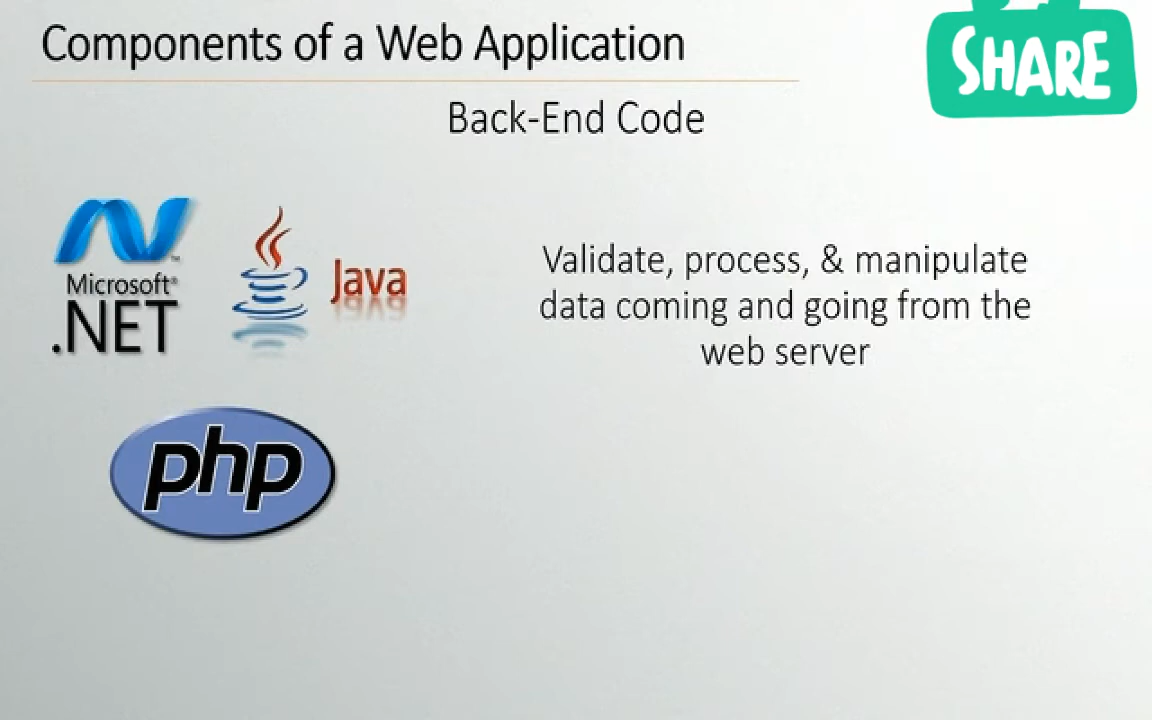 Components of a Web Application
SHARE
Back-End Code
Microsoft®
.NET
Java
Validate, process, & manipulate
data coming and going from the
web server
php